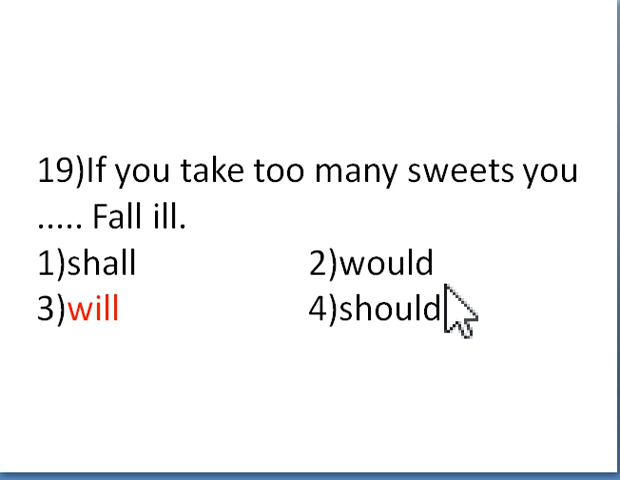 19)If you take too many sweets you
..... Fall ill.
1)shall 2)would
3)will 4)should